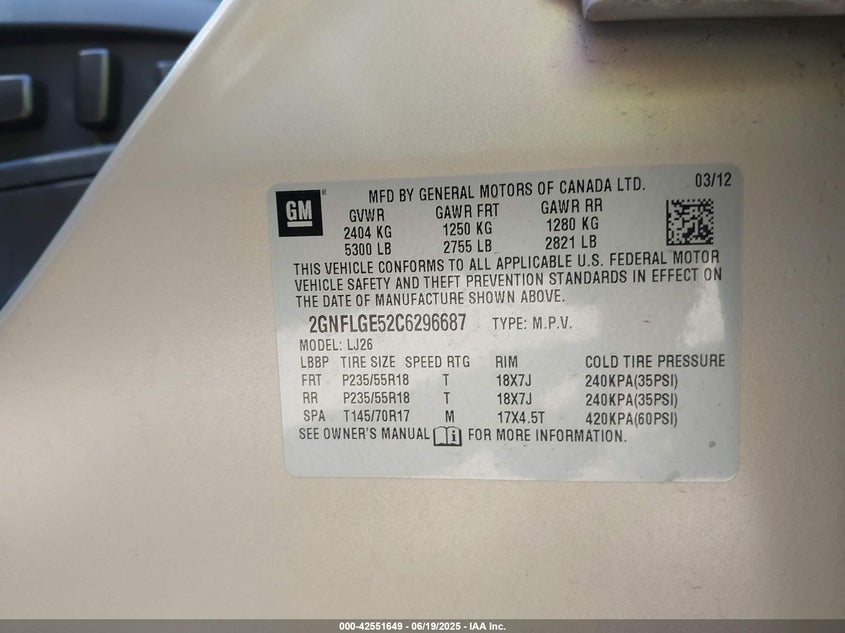 GM ®
MFD BY GENERAL MOTORS OF CANADA LTD. 03/12
GVWR GAWR FRT GAWR RR
2404 KG 1250 KG 1280 KG
5300 LB 2755 LB 2821 LB
THIS VEHICLE CONFORMS TO ALL APPLICABLE U.S. FEDERAL MOTOR
VEHICLE SAFETY AND THEFT PREVENTION STANDARDS IN EFFECT ON
THE DATE OF MANUFACTURE SHOWN ABOVE.
2GNFLGE52C6296687 TYPE: M.P.V.
MODEL: LJ26
LBBP TIRE SIZE SPEED RTG RIM COLD TIRE PRESSURE
FRT P235/55R18 T 18X7J 240KPA(35PSI)
RR P235/55R18 T 18X7J 240KPA(35PSI)
SPA T145/70R17 M 17X4.5T 420KPA(60PSI)
SEE OWNER'S MANUAL i FOR MORE INFORMATION.
000-42551649 - 06/19/2025 - IAA Inc.